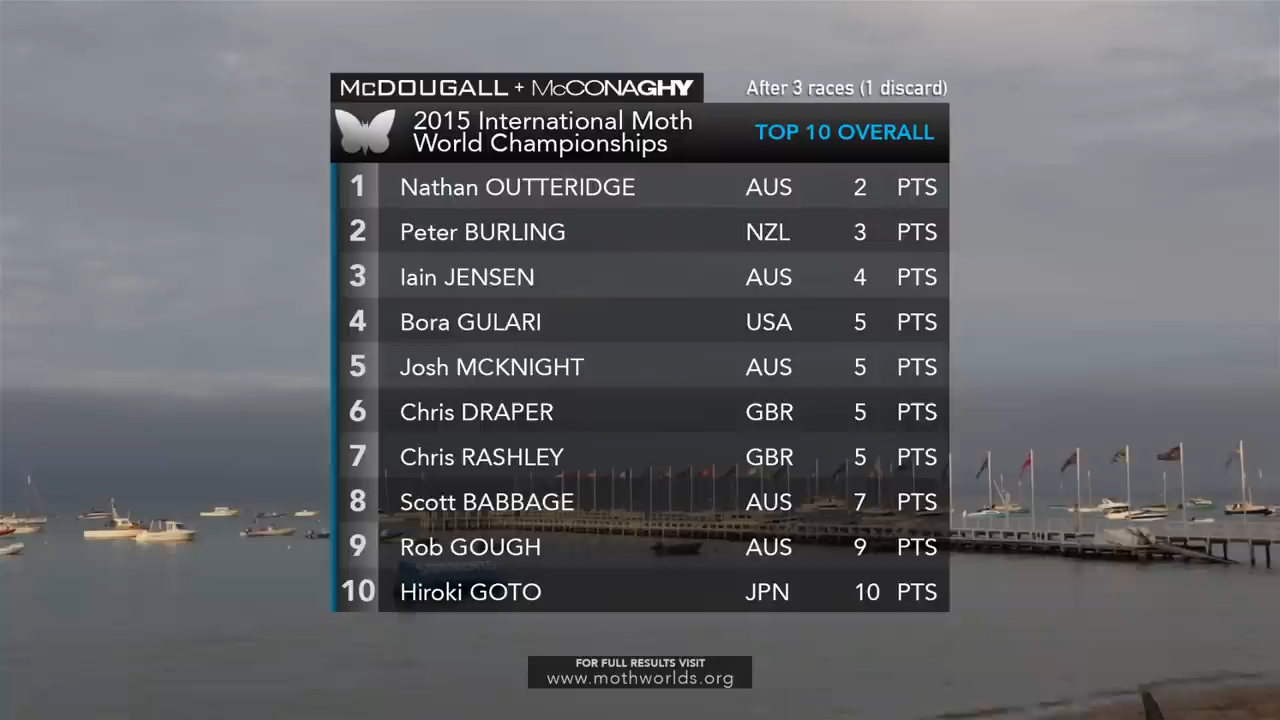 McDOUGALL + McCONAGHY
After 3 races (1 discard)
2015 International Moth
World Championships
TOP 10 OVERALL
1 Nathan OUTTERIDGE AUS 2 PTS
2 Peter BURLING NZL 3 PTS
3 Iain JENSEN AUS 4 PTS
4 Bora GULARI USA 5 PTS
5 Josh MCKNIGHT AUS 5 PTS
6 Chris DRAPER GBR 5 PTS
7 Chris RASHLEY GBR 5 PTS
8 Scott BABBAGE AUS 7 PTS
9 Rob GOUGH AUS 9 PTS
10 Hiroki GOTO JPN 10 PTS
FOR FULL RESULTS VISIT
www.mothworlds.org